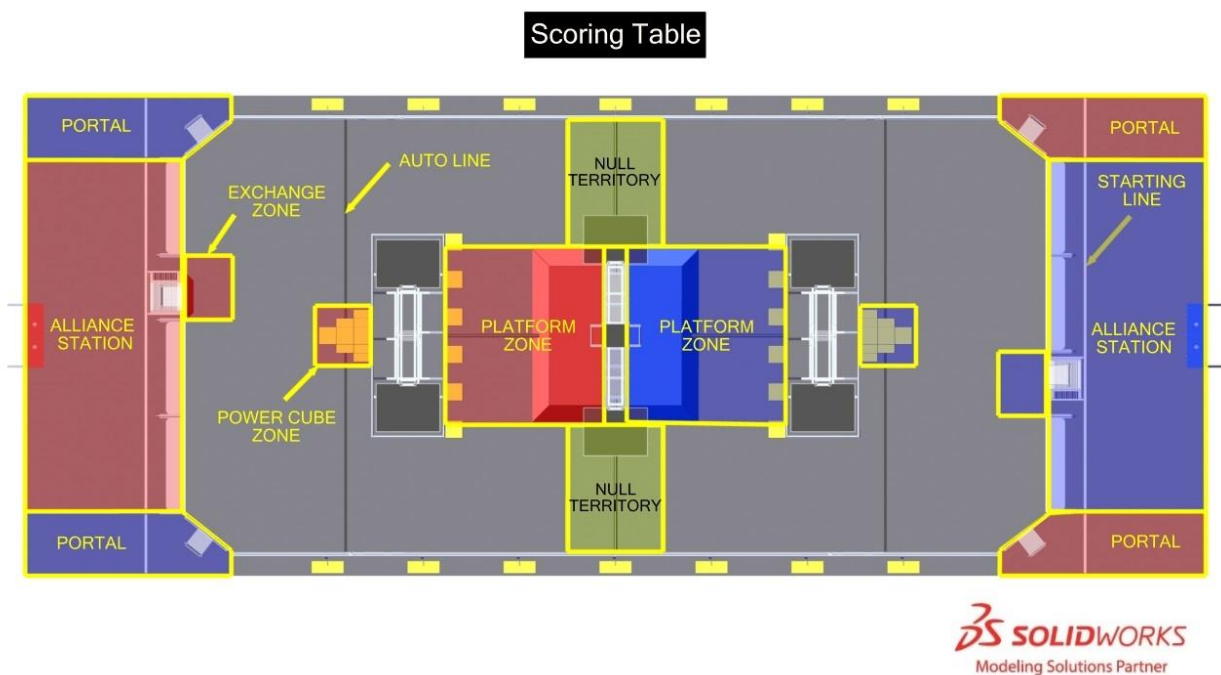 Scoring Table
PORTAL
PORTAL
AUTO LINE
NULL
TERRITORY
EXCHANGE
ZONE
STARTING
LINE
ALLIANCE
STATION
PLATFORM
ZONE
PLATFORM
ZONE
ALLIANCE
STATION
POWER CUBE
ZONE
NULL
TERRITORY
PORTAL
PORTAL
SOLIDWORKS
Modeling Solutions Partner